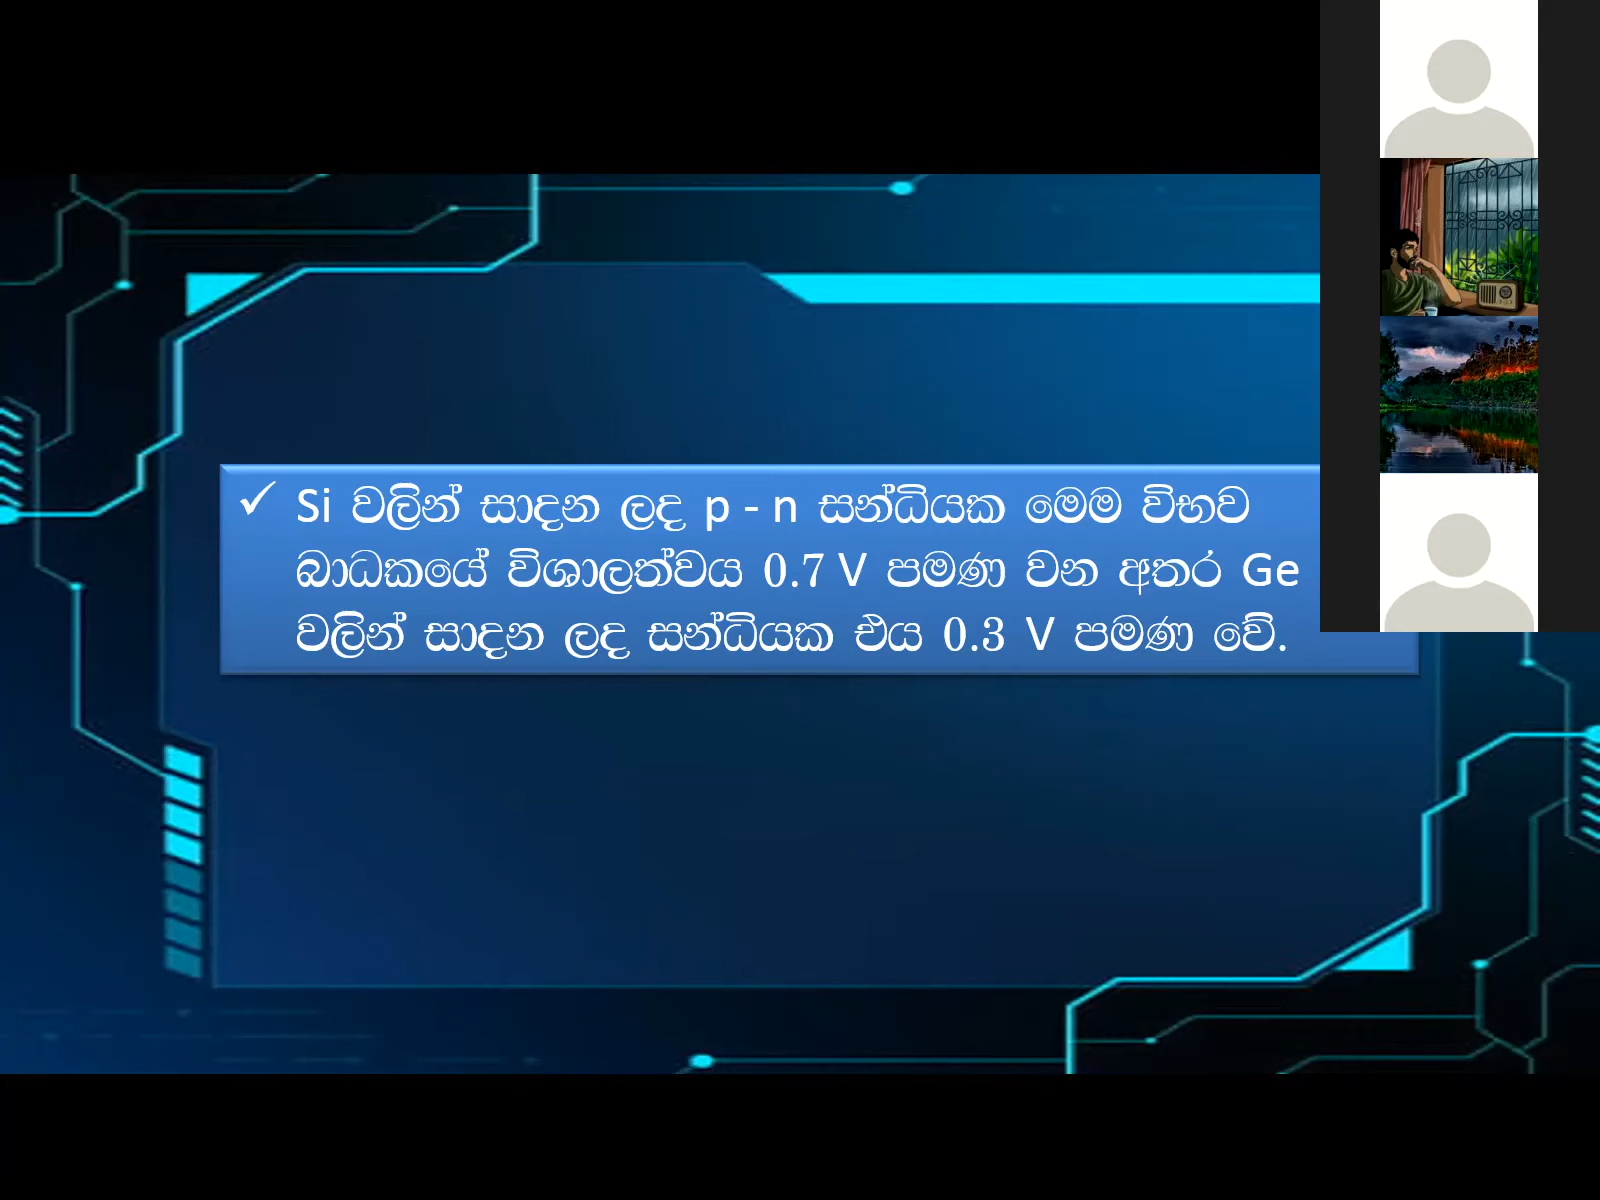 ✓ Si වලින් සාදන ලද p - n සන්ධියක මෙම විභව
බාධකයේ විශාලත්වය 0.7 V පමණ වන අතර Ge
වලින් සාදන ලද සන්ධියක එය 0.3 V පමණ වේ.